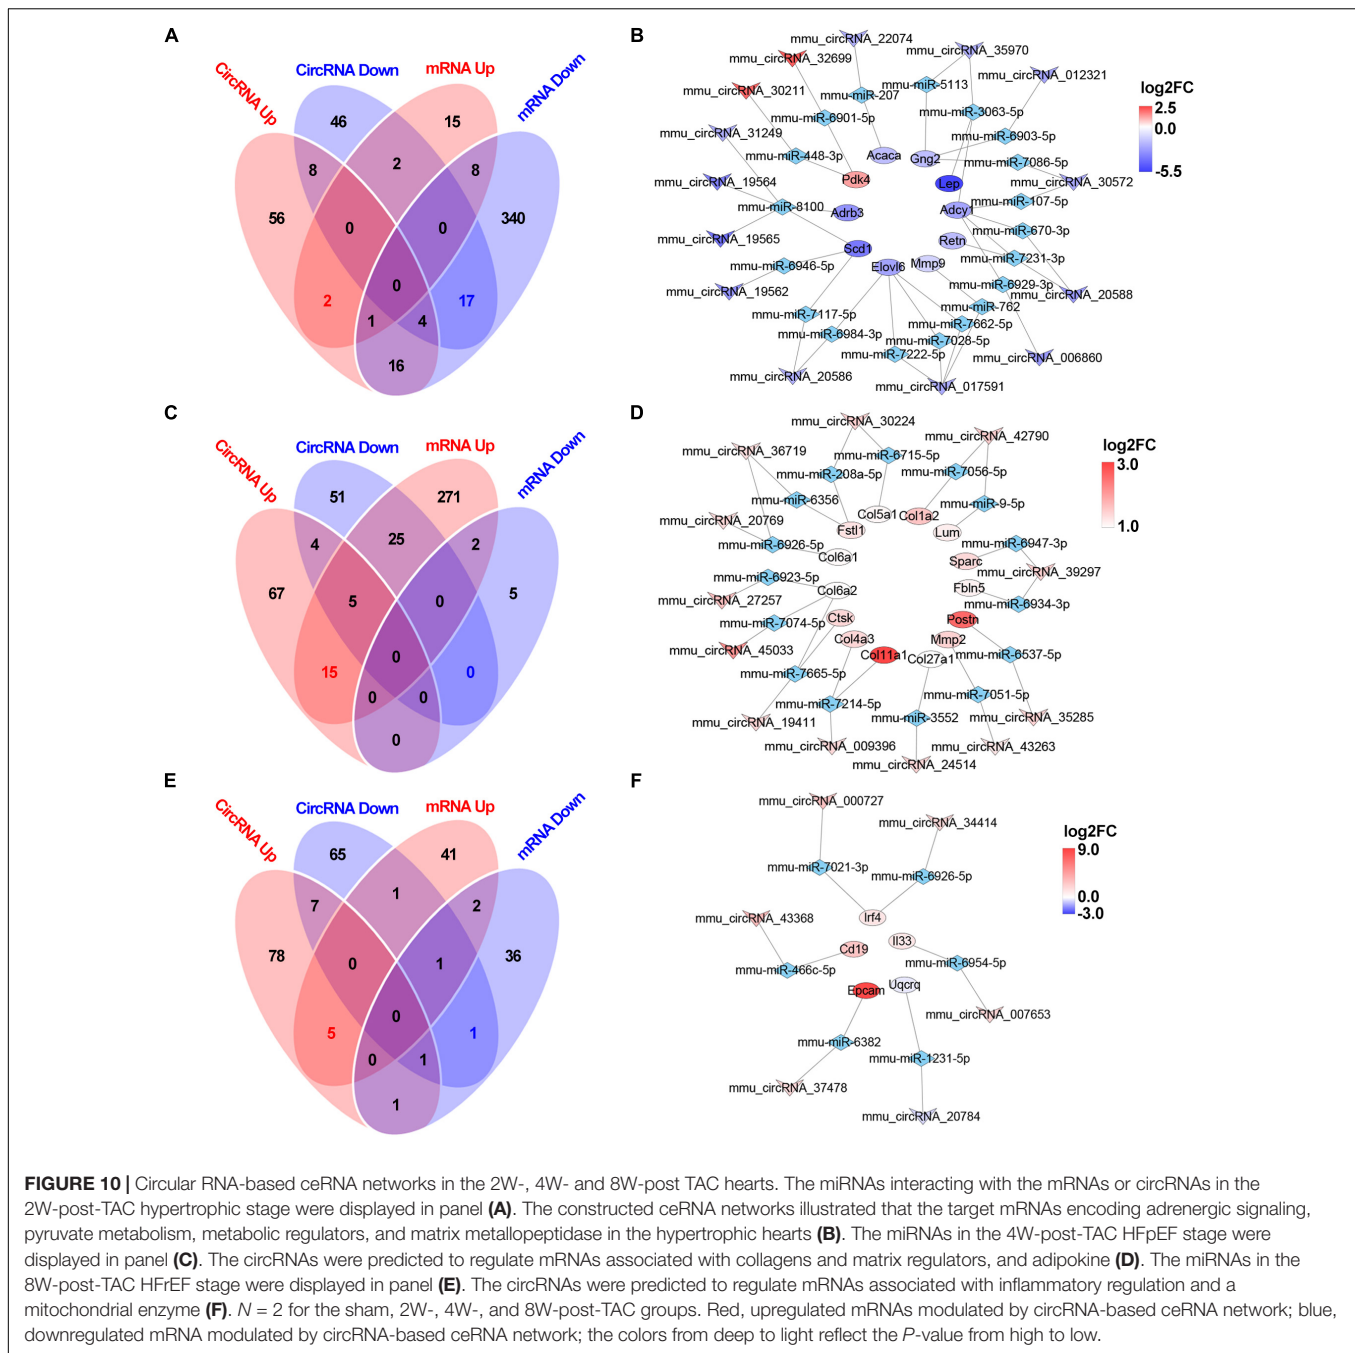 A
CircRNA Up
CircRNA Down
mRNA Up
mRNA Down
46
15
8
2
8
56
340
0
0
0
2
17
1
4
16
B
mmu_circRNA_22074
mmu_circRNA_32699
mmu_circRNA_35970
mmu_circRNA_012321
mmu_circRNA_30211
mmu-miR-207
mmu-miR-5113
mmu-miR-6901-5p
mmu-miR-3063-5p
mmu_circRNA_31249
mmu-miR-6903-5p
mmu-miR-448-3p
Acaca
Gng2
mmu-miR-7086-5p
mmu_circRNA_19564
Pdk4
Lep
mmu_circRNA_30572
mmu-miR-8100
Adrb3
Adcy1
mmu-miR-107-5p
mmu_circRNA_19565
Scd1
Retn
mmu-miR-670-3p
mmu-miR-6946-5p
Elovl6
Mmp9
mmu-miR-7231-3p
mmu_circRNA_19562
mmu-miR-6929-3p
mmu_circRNA_20588
mmu-miR-7117-5p
mmu-miR-762
mmu-miR-6984-3p
mmu-miR-7662-5p
mmu-miR-7028-5p
mmu-miR-7222-5p
mmu_circRNA_006860
mmu_circRNA_20586
mmu_circRNA_017591
log2FC
2.5
0.0
-5.5
C
CircRNA Up
CircRNA Down
mRNA Up
mRNA Down
51
271
4
25
2
67
5
5
0
0
15
0
0
0
0
D
mmu_circRNA_30224
mmu_circRNA_42790
mmu_circRNA_36719
mmu-miR-6715-5p
mmu-miR-208a-5p
mmu-miR-7056-5p
mmu-miR-6356
mmu-miR-9-5p
mmu_circRNA_20769
Col5a1
Col1a2
Fstl1
Lum
mmu-miR-6926-5p
mmu-miR-6947-3p
Col6a1
Sparc
mmu_circRNA_39297
mmu-miR-6923-5p
Col6a2
Fbln5
mmu_circRNA_27257
mmu-miR-6934-3p
mmu-miR-7074-5p
Ctsk
Postn
mmu_circRNA_45033
Col4a3
Mmp2
Col11a1
Col27a1
mmu-miR-6537-5p
mmu-miR-7665-5p
mmu-miR-7051-5p
mmu-miR-7214-5p
mmu_circRNA_19411
mmu-miR-3552
mmu_circRNA_35285
mmu_circRNA_009396
mmu_circRNA_43263
mmu_circRNA_24514
log2FC
3.0
1.0
E
CircRNA Up
CircRNA Down
mRNA Up
mRNA Down
65
41
7
1
2
78
36
0
1
0
5
1
0
1
1
F
mmu_circRNA_000727
mmu_circRNA_34414
mmu-miR-7021-3p
mmu-miR-6926-5p
mmu_circRNA_43368
Irf4
Cd19
Il33
mmu-miR-466c-5p
mmu-miR-6954-5p
Epcam
Uqcrq
mmu_circRNA_007653
mmu-miR-6382
mmu-miR-1231-5p
mmu_circRNA_37478
mmu_circRNA_20784
log2FC
9.0
0.0
-3.0
FIGURE 10 | Circular RNA-based ceRNA networks in the 2W-, 4W- and 8W-post TAC hearts. The miRNAs interacting with the mRNAs or circRNAs in the
2W-post-TAC hypertrophic stage were displayed in panel (A). The constructed ceRNA networks illustrated that the target mRNAs encoding adrenergic signaling,
pyruvate metabolism, metabolic regulators, and matrix metallopeptidase in the hypertrophic hearts (B). The miRNAs in the 4W-post-TAC HFpEF stage were
displayed in panel (C). The circRNAs were predicted to regulate mRNAs associated with collagens and matrix regulators, and adipokine (D). The miRNAs in the
8W-post-TAC HFrEF stage were displayed in panel (E). The circRNAs were predicted to regulate mRNAs associated with inflammatory regulation and a
mitochondrial enzyme (F). N = 2 for the sham, 2W-, 4W-, and 8W-post-TAC groups. Red, upregulated mRNAs modulated by circRNA-based ceRNA network; blue,
downregulated mRNA modulated by circRNA-based ceRNA network; the colors from deep to light reflect the P-value from high to low.